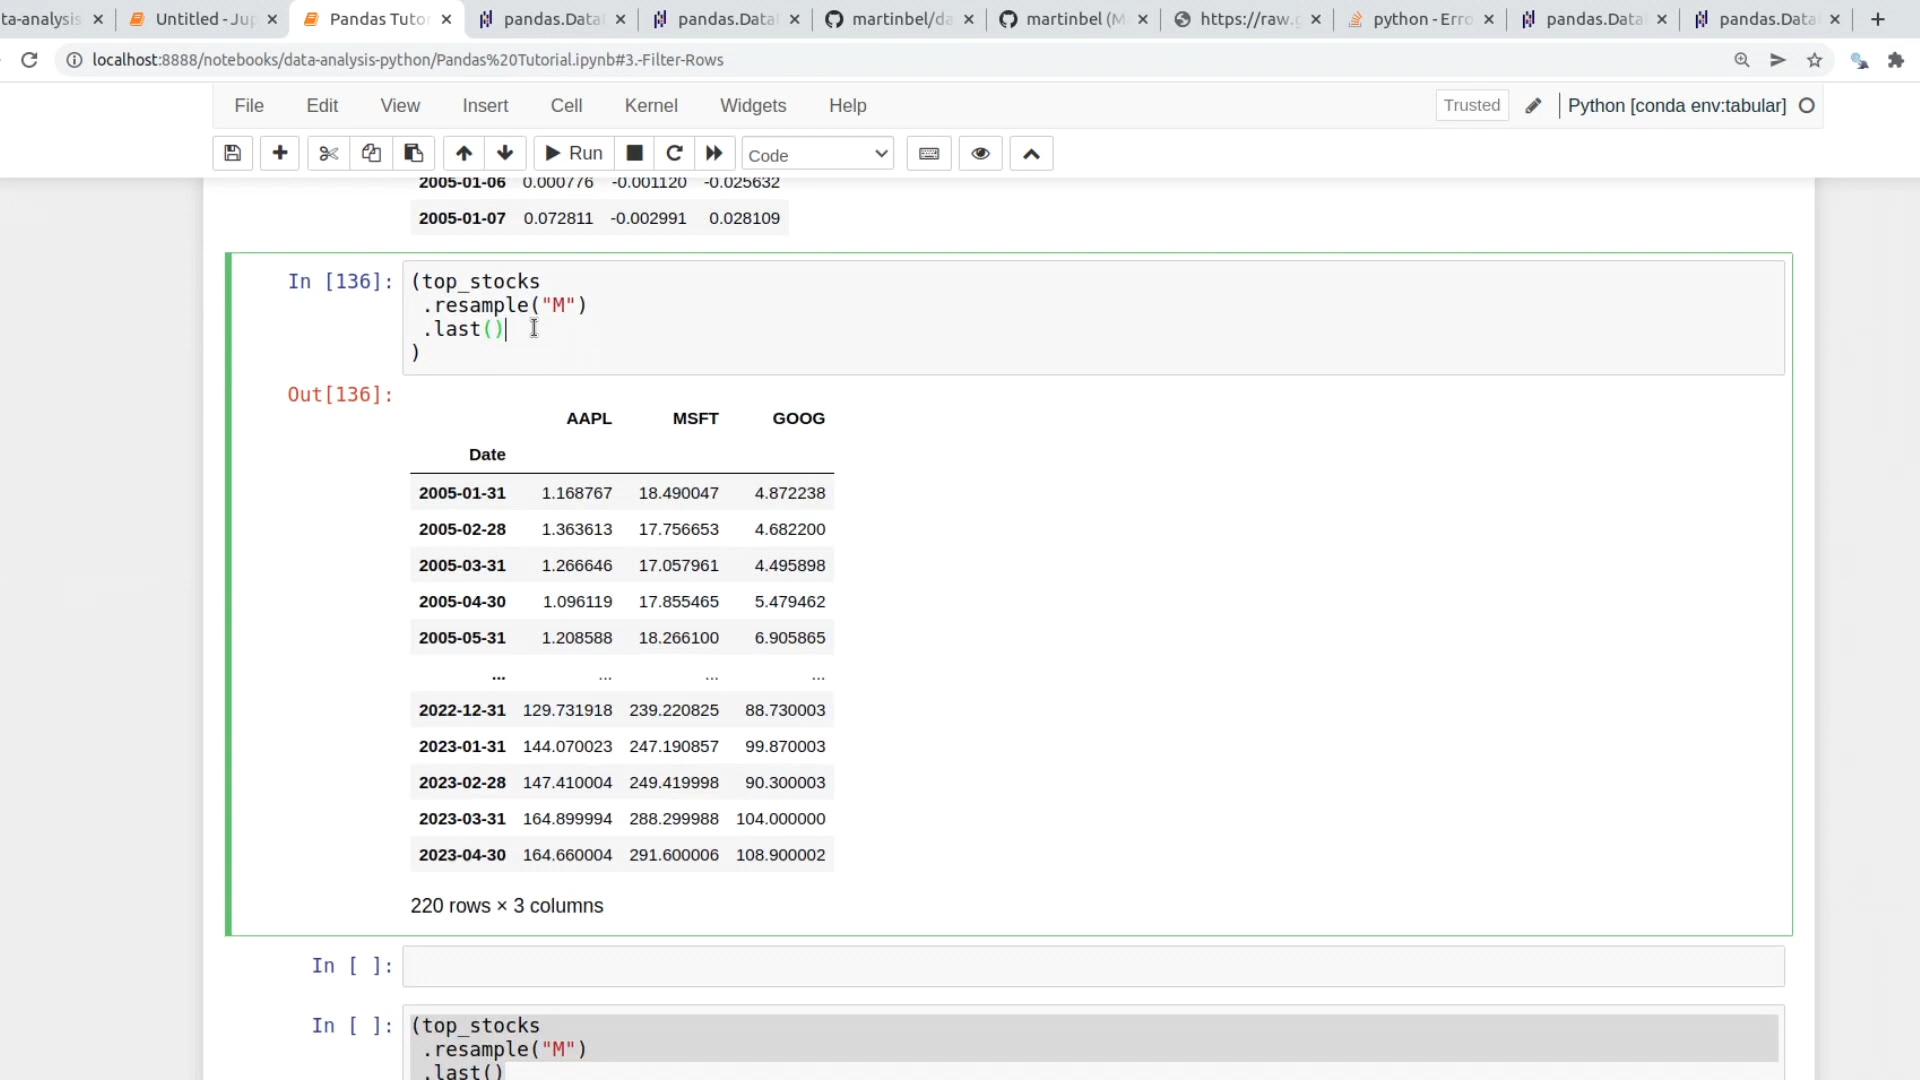 ta-analysis
Untitled - Jup
Pandas Tuto
pandas.Data
pandas.Data
martinbel/da
martinbel (M
https://raw.g
python - Erro
pandas.Data
pandas.Data
localhost:8888/notebooks/data-analysis-python/Pandas%20Tutorial.ipynb#3.-Filter-Rows
File Edit View Insert Cell Kernel Widgets Help Trusted Python [conda env:tabular]
Run Code
2005-01-06 0.000776 -0.001120 -0.025632
2005-01-07 0.072811 -0.002991 0.028109
In [136]: (top_stocks
.resample("M")
.last()
)
Out[136]:
AAPL MSFT GOOG
Date
2005-01-31 1.168767 18.490047 4.872238
2005-02-28 1.363613 17.756653 4.682200
2005-03-31 1.266646 17.057961 4.495898
2005-04-30 1.096119 17.855465 5.479462
2005-05-31 1.208588 18.266100 6.905865
... ... ... ...
2022-12-31 129.731918 239.220825 88.730003
2023-01-31 144.070023 247.190857 99.870003
2023-02-28 147.410004 249.419998 90.300003
2023-03-31 164.899994 288.299988 104.000000
2023-04-30 164.660004 291.600006 108.900002
220 rows × 3 columns
In [ ]:
In [ ]: (top_stocks
.resample("M")
.last()